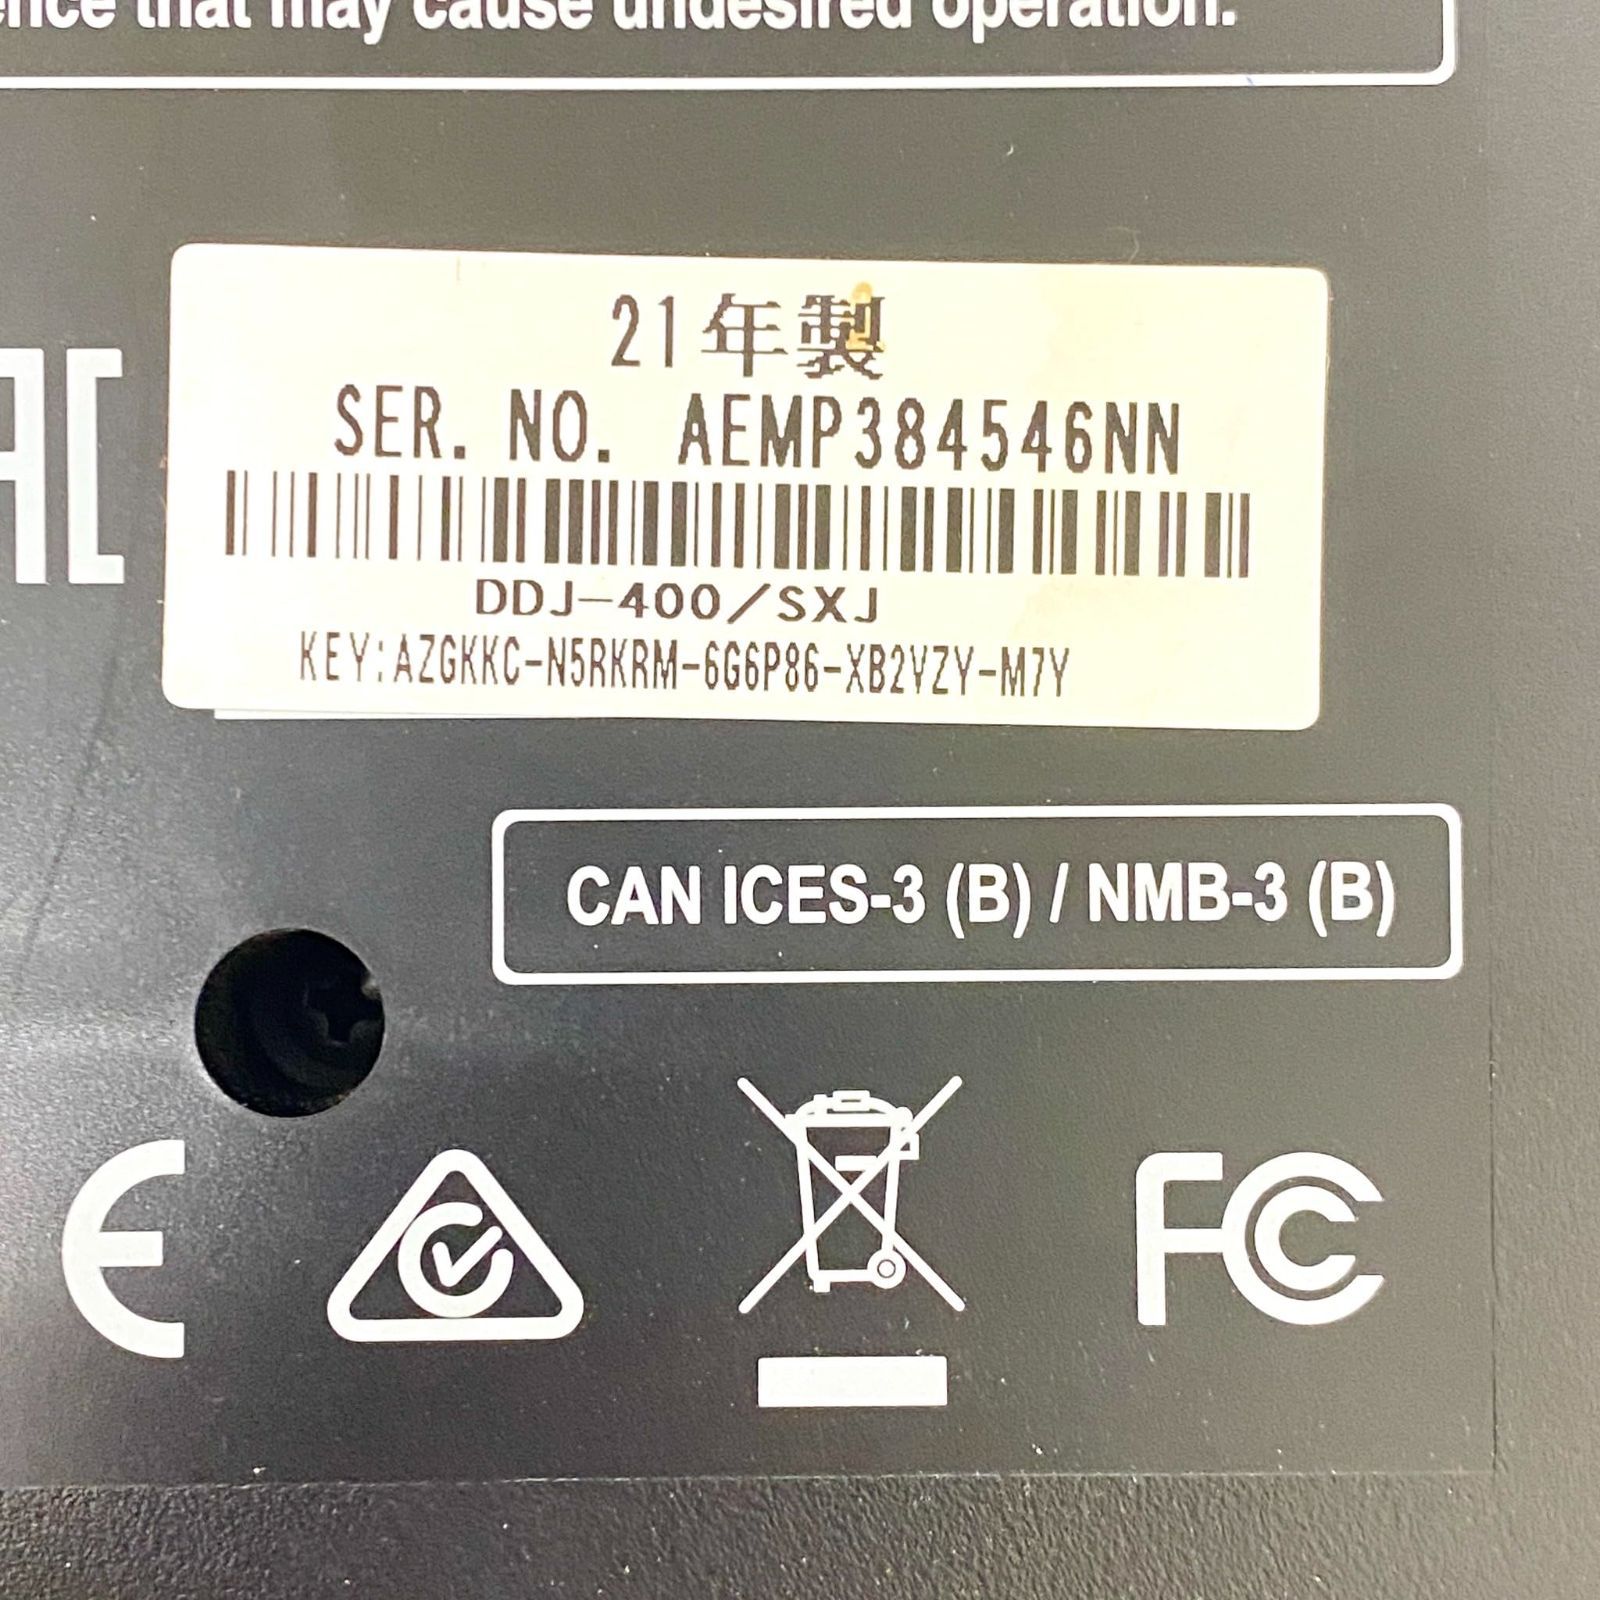 that may cause undesired operation.
21年製
SER. NO. AEMP384546NN
DDJ-400/SXJ
KEY:AZGKKC-N5RKRM-6G6P86-XB2VZY-M7Y
CAN ICES-3 (B) / NMB-3 (B)
CE
FC